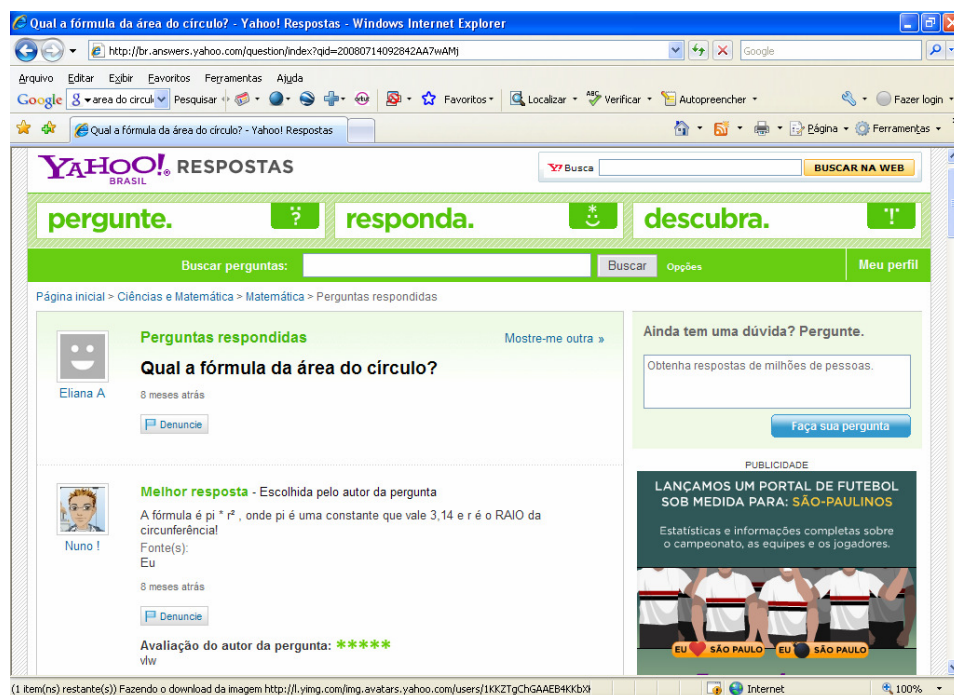 Qual a fórmula da área do círculo? - Yahoo! Respostas - Windows Internet Explorer
http://br.answers.yahoo.com/question/index?qid=20080714092842AA7wAMj
Google
Arquivo Editar Exibir Favoritos Ferramentas Ajuda
Google area do circul Pesquisar Favoritos Localizar Verificar Autopreencher Fazer login
Qual a fórmula da área do círculo? - Yahoo! Respostas
Página Ferramentas
YAHOO! RESPOSTAS
BRASIL
Y! Busca
BUSCAR NA WEB
pergunte. responda. descubra.
Buscar perguntas: Buscar Opções Meu perfil
Página inicial > Ciências e Matemática > Matemática > Perguntas respondidas
Perguntas respondidas
Mostre-me outra »
Qual a fórmula da área do círculo?
Eliana A
8 meses atrás
Denuncie
Melhor resposta - Escolhida pelo autor da pergunta
A fórmula é pi * r² , onde pi é uma constante que vale 3,14 e r é o RAIO da
circunferência!
Nuno !
Fonte(s):
Eu
8 meses atrás
Denuncie
Avaliação do autor da pergunta: *****
vlw
Ainda tem uma dúvida? Pergunte.
Obtenha respostas de milhões de pessoas.
Faça sua pergunta
PUBLICIDADE
LANÇAMOS UM PORTAL DE FUTEBOL
SOB MEDIDA PARA: SÃO-PAULINOS
Estatísticas e informações completas sobre
o campeonato, as equipes e os jogadores.
EU SÃO PAULO EU SÃO PAULO
(1 item(ns) restante(s)) Fazendo o download da imagem http://l.yimg.com/img.avatars.yahoo.com/users/1KKZTgChGAAEB4KKbX
Internet
100%